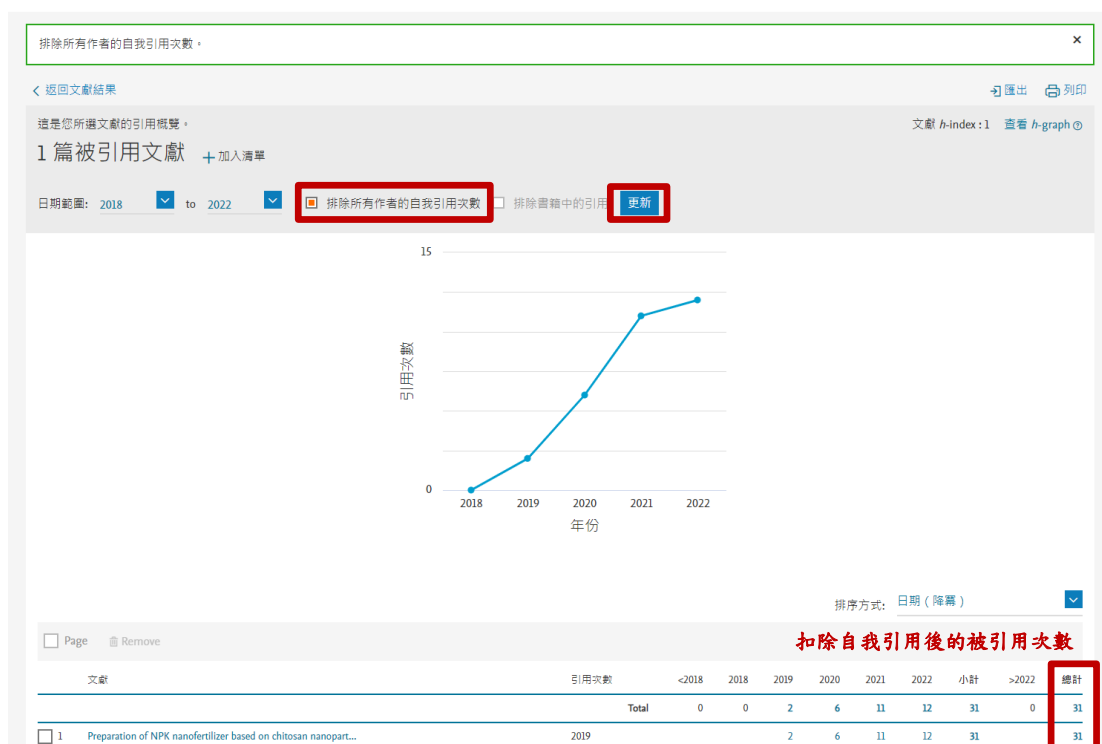 排除所有作者的自我引用次數。 ×
返回文獻結果 匯出 列印
這是您所選文獻的引用概覽。 文獻 h-index : 1 查看 h-graph ?
1 篇被引用文獻 + 加入清單
日期範圍: 2018 to 2022 排除所有作者的自我引用次數 排除書籍中的引用 更新
15
引用次數
0
2018 2019 2020 2021 2022
年份
排序方式: 日期 ( 降冪 )
Page Remove 扣除自我引用後的被引用次數
文獻 引用次數 <2018 2018 2019 2020 2021 2022 小計 >2022 總計
Total 0 0 2 6 11 12 31 0 31
1 Preparation of NPK nanofertilizer based on chitosan nanopart... 2019 2 6 11 12 31 31